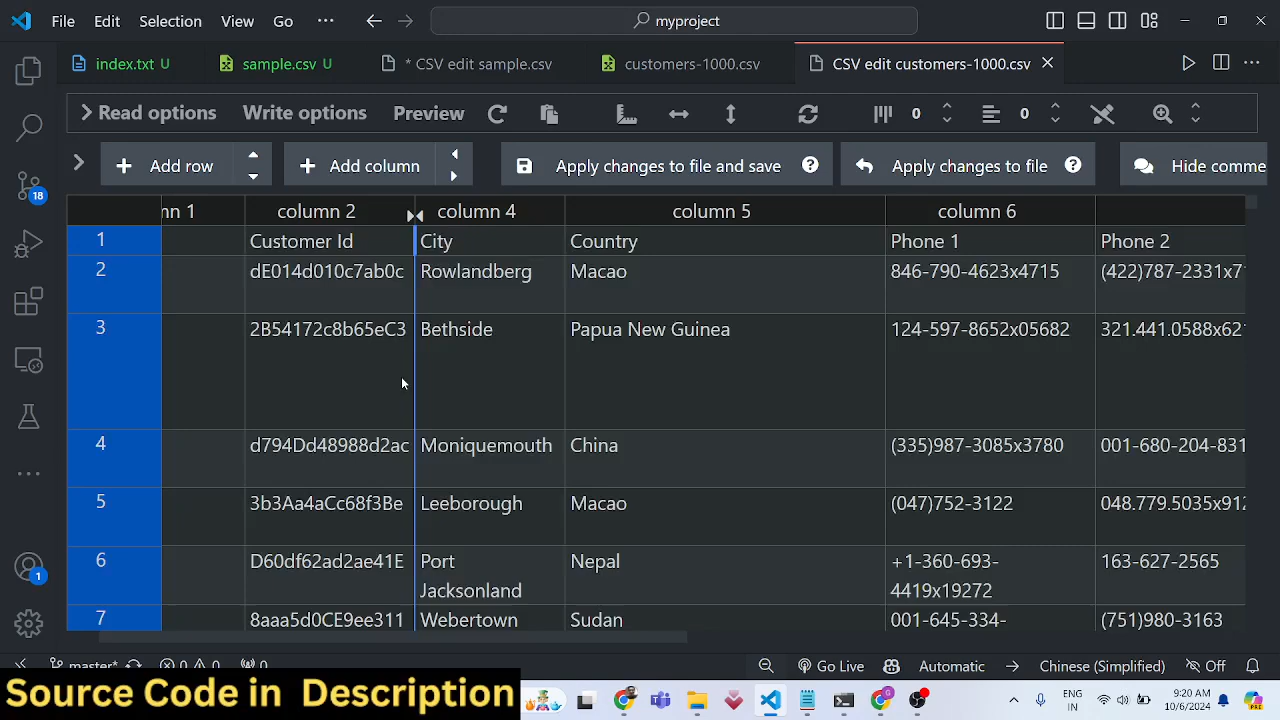 File Edit Selection View Go ··· myproject
index.txt U sample.csv U * CSV edit sample.csv customers-1000.csv CSV edit customers-1000.csv
Read options Write options Preview 0 0
Add row Add column Apply changes to file and save Apply changes to file Hide comme
nn 1 column 2 column 4 column 5 column 6
1 Customer Id City Country Phone 1 Phone 2
2 dE014d010c7ab0c Rowlandberg Macao 846-790-4623x4715 (422)787-2331x71
3 2B54172c8b65eC3 Bethside Papua New Guinea 124-597-8652x05682 321.441.0588x621
4 d794Dd48988d2ac Moniquemouth China (335)987-3085x3780 001-680-204-831
5 3b3Aa4aCc68f3Be Leeborough Macao (047)752-3122 048.779.5035x912
6 D60df62ad2ae41E Port Nepal +1-360-693- 163-627-2565
Jacksonland 4419x19272
7 8aaa5d0CE9ee311 Webertown Sudan 001-645-334- (751)980-3163
18
1
master* 0 0 0 Go Live Automatic Chinese (Simplified) Off
Source Code in Description
ENG 9:20 AM
IN 10/6/2024